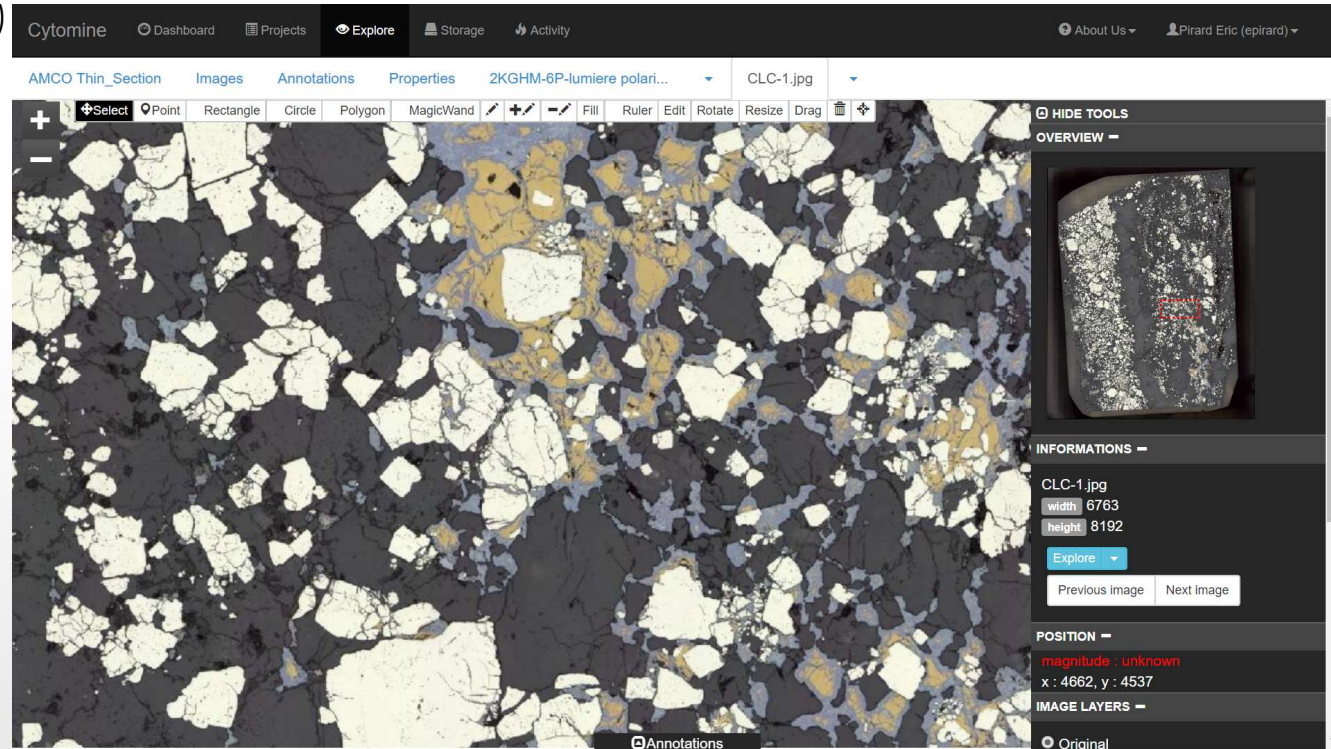 )
Cytomine Dashboard Projects Explore Storage Activity About Us Pirard Eric (epirard)
AMCO Thin_Section Images Annotations Properties 2KGHM-6P-lumiere polari... CLC-1.jpg
Select Point Rectangle Circle Polygon MagicWand Fill Ruler Edit Rotate Resize Drag
HIDE TOOLS
OVERVIEW
INFORMATIONS
CLC-1.jpg
width 6763
height 8192
Explore
Previous image Next image
POSITION
magnitude : unknown
x : 4662, y : 4537
IMAGE LAYERS
Original
Annotations